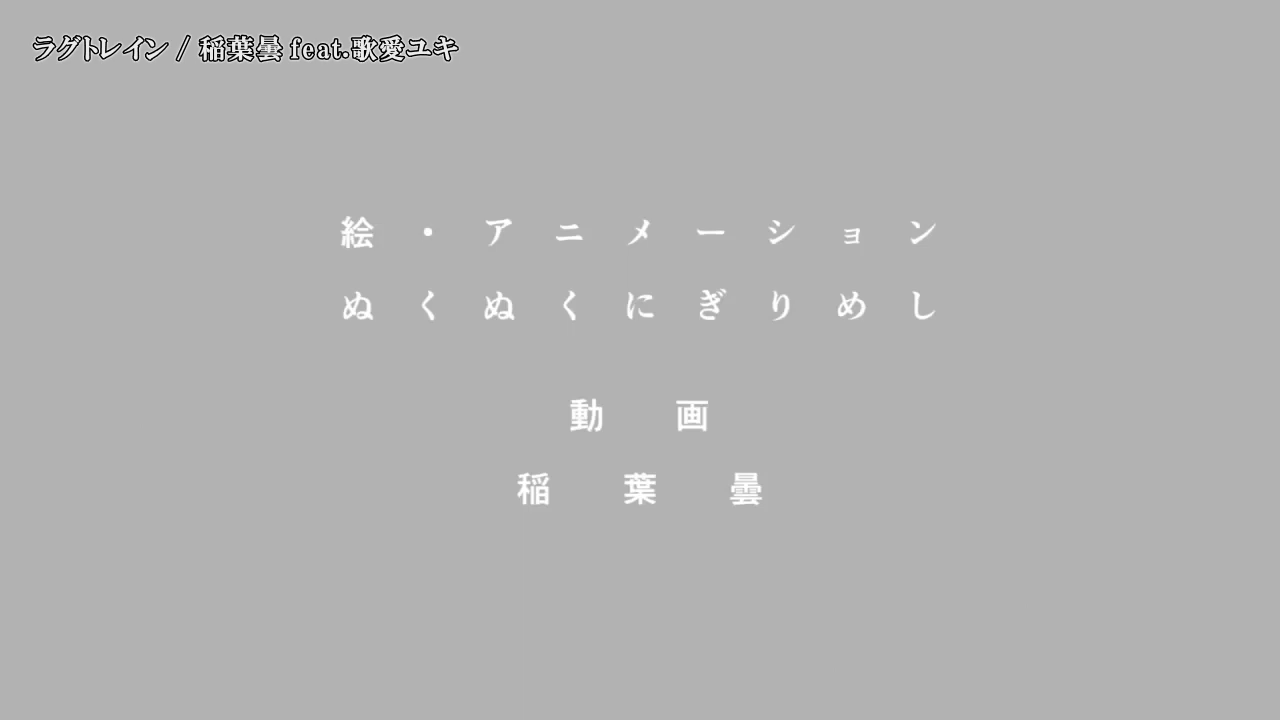 ラグトレイン / 稲葉曇 feat.歌愛ユキ
絵・アニメーション
ぬくぬくにぎりめし
動画
稲葉曇